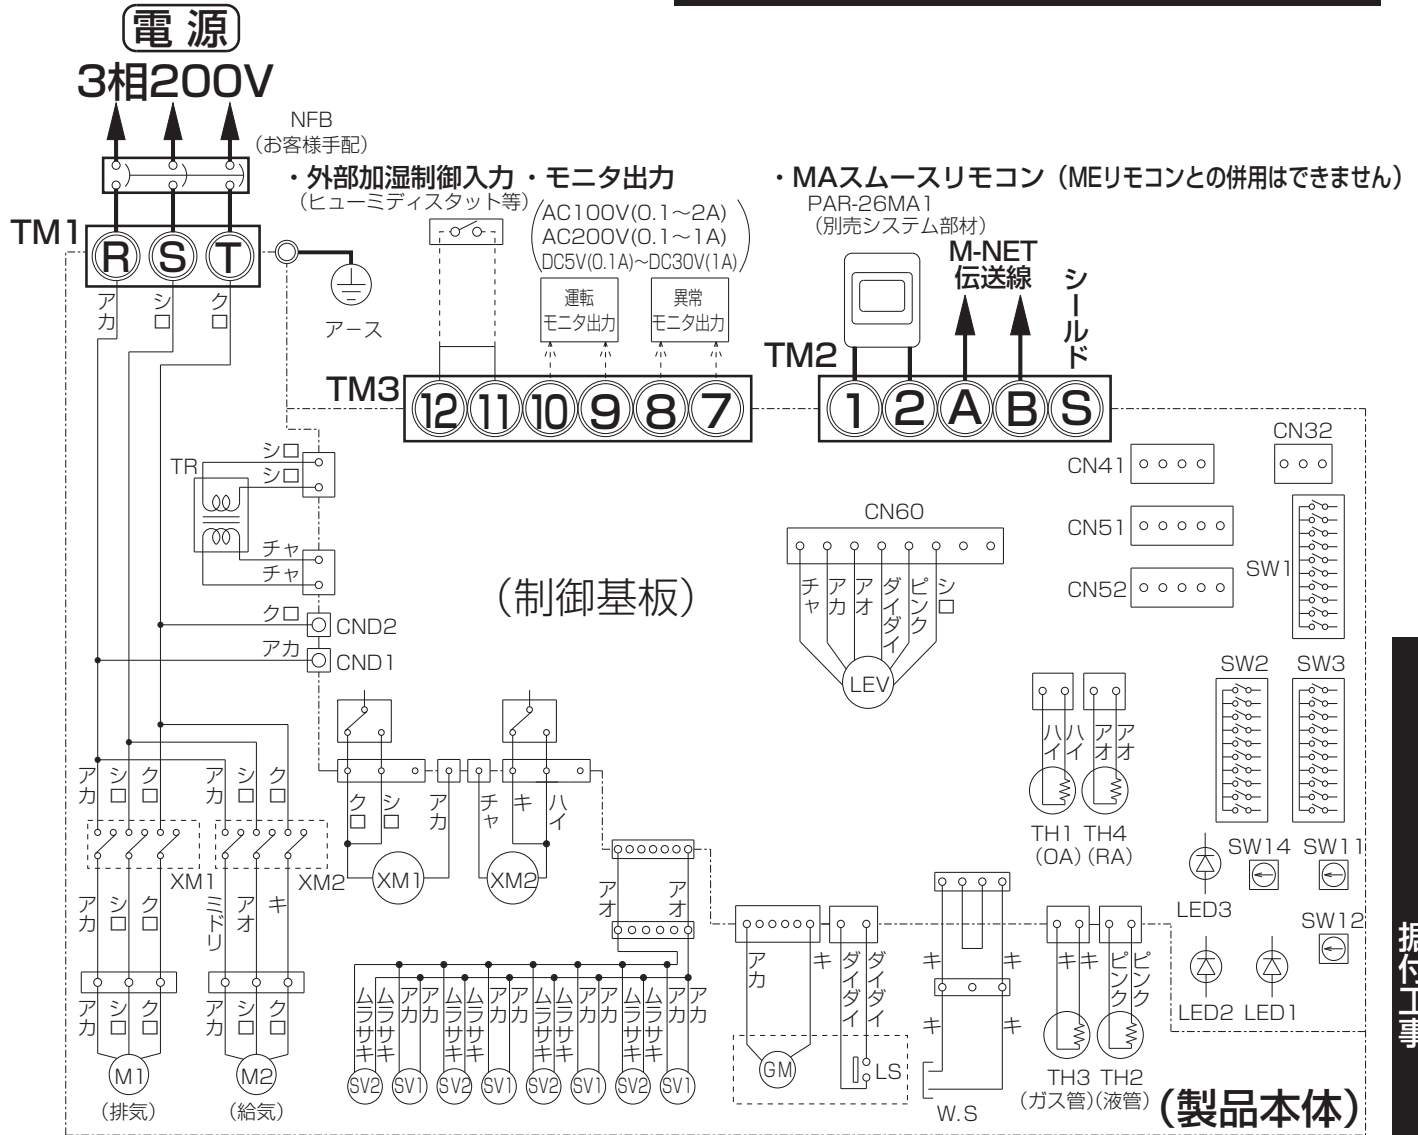 電源
3相200V
NFB
（お客様手配）
・外部加湿制御入力
（ヒューミディスタット等）
・モニタ出力
AC100V(0.1～2A)
AC200V(0.1～1A)
DC5V(0.1A)～DC30V(1A)
・MAスムースリモコン（MEリモコンとの併用はできません）
PAR-26MA1
（別売システム部材）
M-NET
伝送線
シールド
TM1
R S T
アカ シロ クロ
アース
運転
モニタ出力
異常
モニタ出力
TM3
12 11 10 9 8 7
TM2
1 2 A B S
TR
シロ
シロ
チャ
チャ
クロ
CND2
アカ
CND1
（制御基板）
CN60
チャ アカ アオ ダイダイ ピンク シロ
LEV
CN41
CN32
CN51
CN52
SW1
SW2
SW3
ハイ ハイ アオ アオ
TH1 TH4
(OA) (RA)
SW14
SW11
LED3
SW12
LED2 LED1
アカ シロ クロ
アカ シロ クロ
XM1
XM2
クロ シロ アカ チャ キ ハイ
XM1
XM2
アカ シロ クロ
ミドリ アオ キ
アカ シロ クロ
アカ シロ クロ
M1
（排気）
M2
（給気）
アオ アオ
ムラサキ ムラサキ アカ アカ ムラサキ ムラサキ アカ アカ ムラサキ ムラサキ アカ アカ ムラサキ ムラサキ アカ アカ
SV2 SV1 SV2 SV1 SV2 SV1 SV2 SV1
アカ キ ダイダイ ダイダイ
GM
LS
キ キ
キ キ
W.S
キ キ ピンク ピンク
TH3 TH2
（ガス管）（液管）
（製品本体）
据付工事